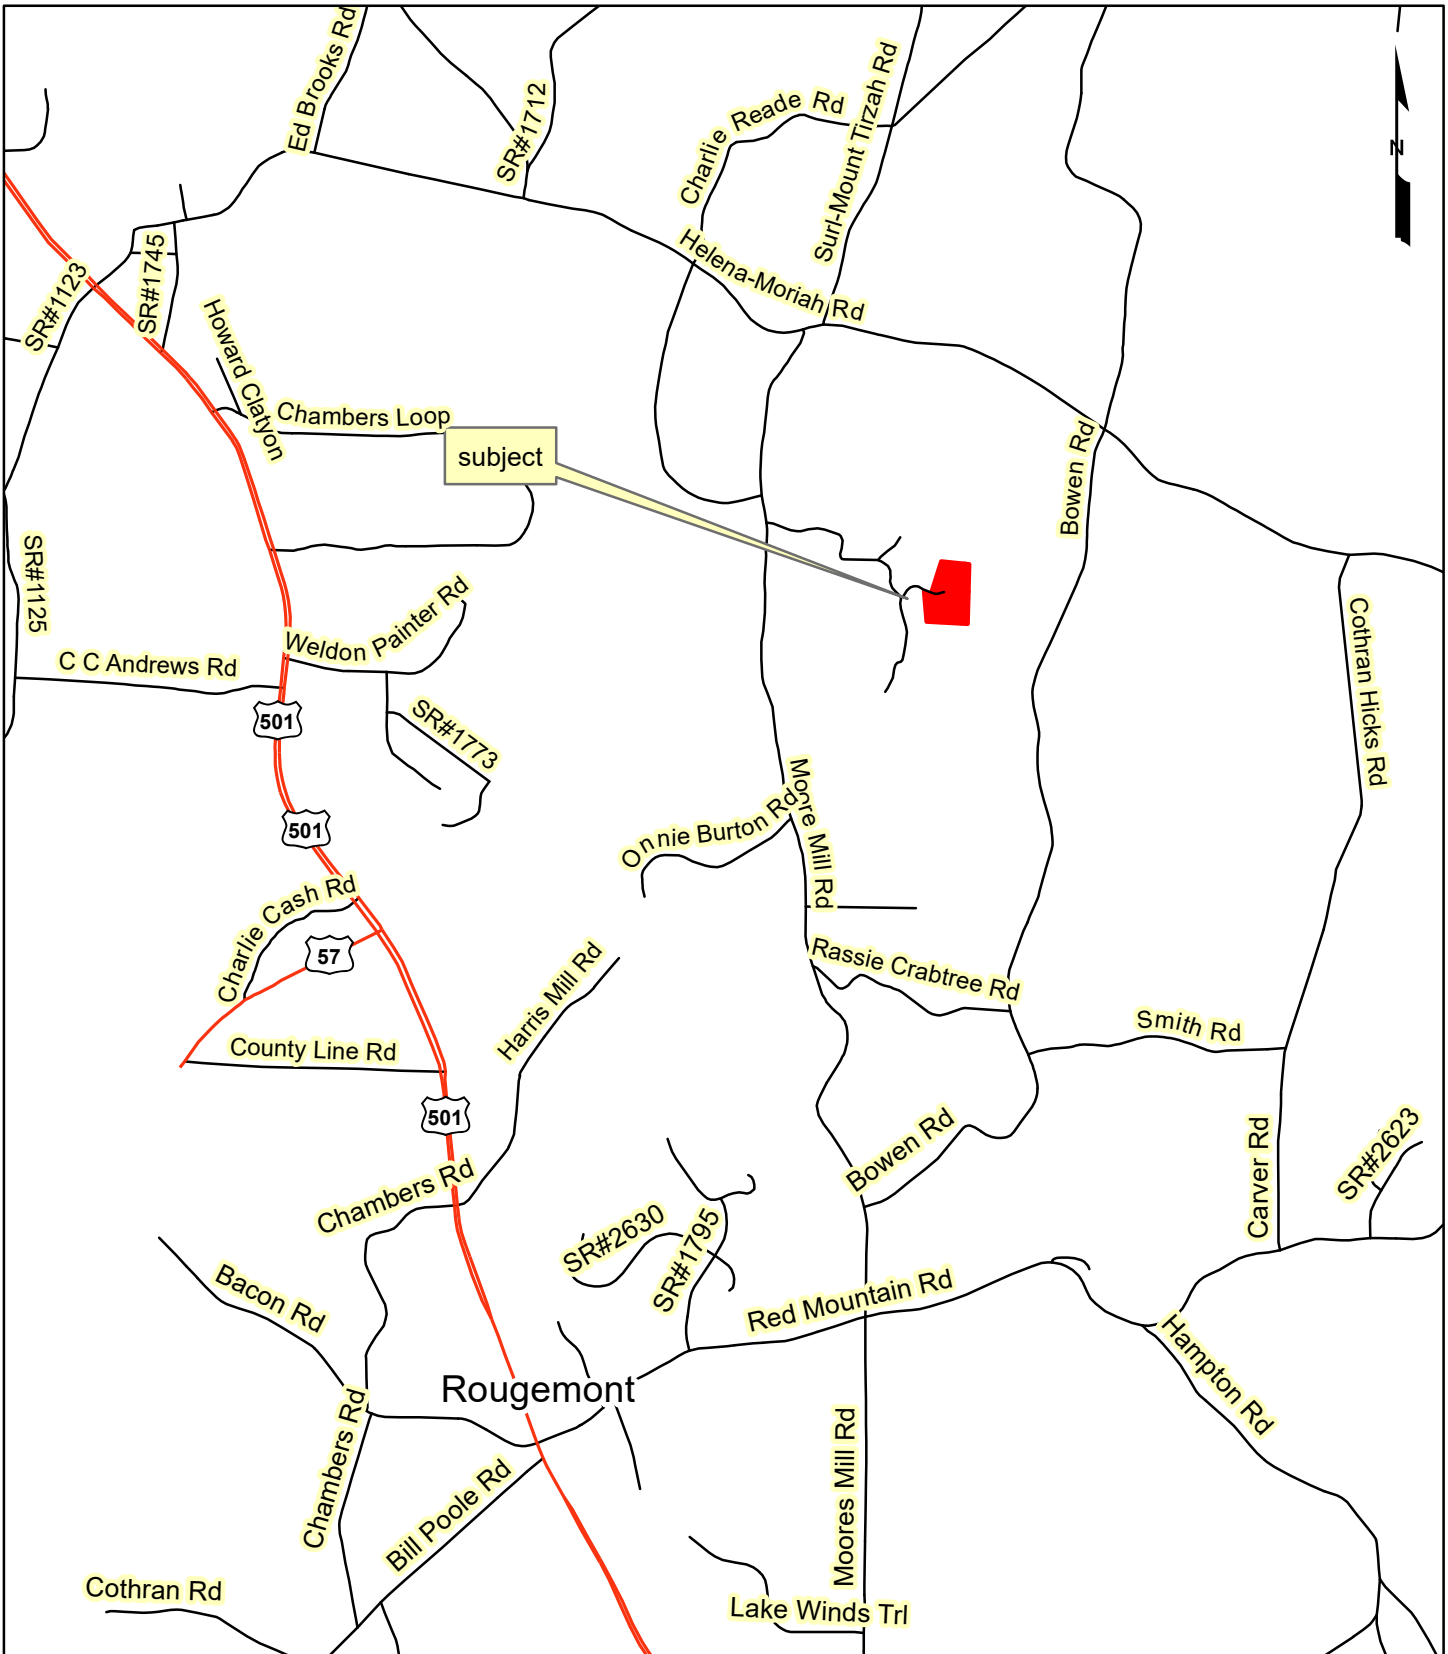 Ed Brooks Rd
SR#1712
Charlie Reade Rd
Surl-Mount Tirzah Rd
N
Helena-Moriah Rd
SR#1123
SR#1745
Howard Clatyon
Chambers Loop
subject
Bowen Rd
SR#1125
C C Andrews Rd
Weldon Painter Rd
Cothran Hicks Rd
501
SR#1773
501
Onnie Burton Rd
Moore Mill Rd
Charlie Cash Rd
57
Harris Mill Rd
Rassie Crabtree Rd
Smith Rd
County Line Rd
501
Bowen Rd
Carver Rd
SR#2623
Chambers Rd
SR#2630
SR#1795
Red Mountain Rd
Bacon Rd
Hampton Rd
Rougemont
Chambers Rd
Bill Poole Rd
Moores Mill Rd
Cothran Rd
Lake Winds Trl